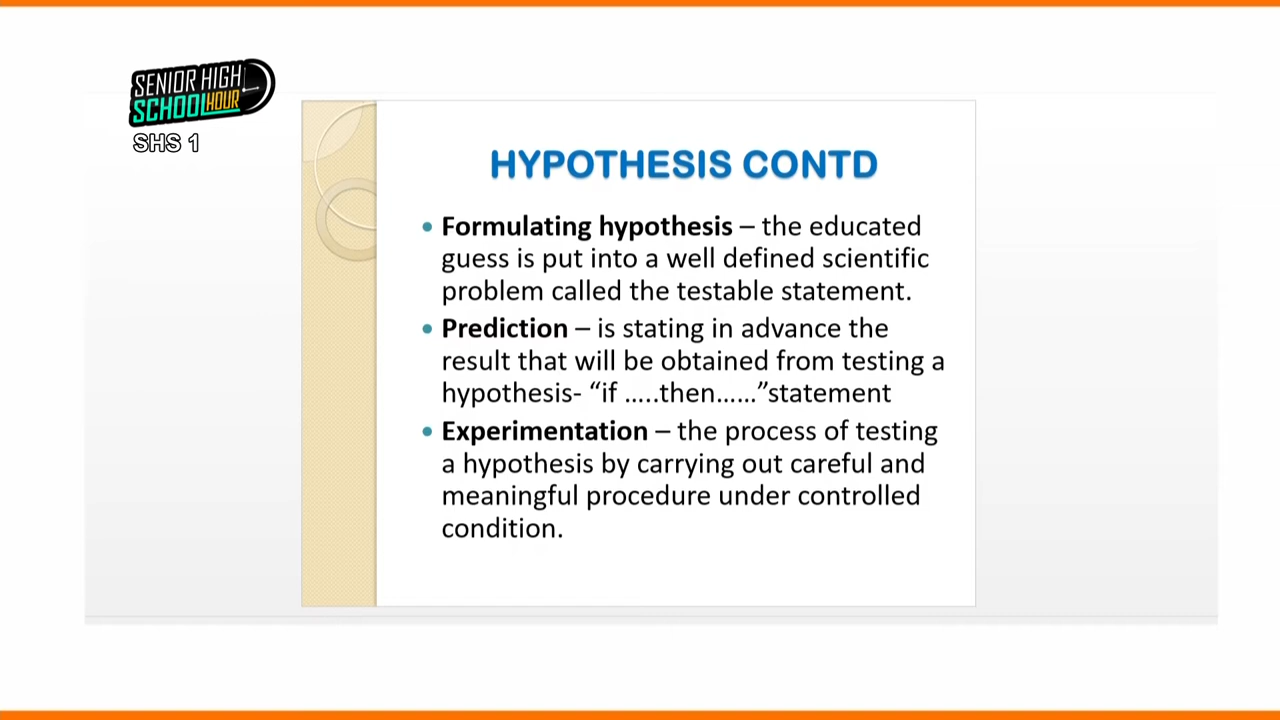 SENIOR HIGH
SCHOOL HOUR
SHS 1
HYPOTHESIS CONTD
• Formulating hypothesis – the educated
guess is put into a well defined scientific
problem called the testable statement.
• Prediction – is stating in advance the
result that will be obtained from testing a
hypothesis- “if …..then……”statement
• Experimentation – the process of testing
a hypothesis by carrying out careful and
meaningful procedure under controlled
condition.